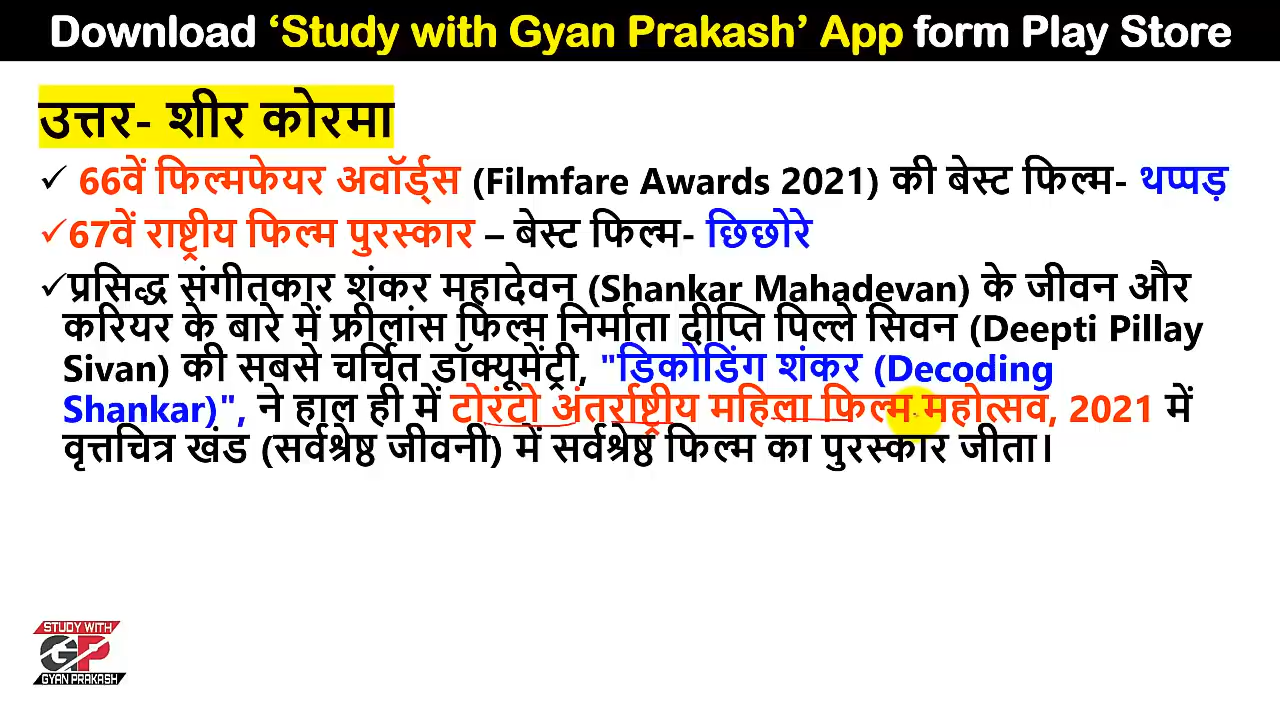 Download ‘Study with Gyan Prakash’ App form Play Store
उत्तर- शीर कोरमा
✓ 66वें फिल्मफेयर अवॉर्ड्स (Filmfare Awards 2021) की बेस्ट फिल्म- थप्पड़
✓67वें राष्ट्रीय फिल्म पुरस्कार – बेस्ट फिल्म- छिछोरे
✓प्रसिद्ध संगीतकार शंकर महादेवन (Shankar Mahadevan) के जीवन और
करियर के बारे में फ्रीलांस फिल्म निर्माता दीप्ति पिल्ले सिवन (Deepti Pillay
Sivan) की सबसे चर्चित डॉक्यूमेंट्री, "डिकोडिंग शंकर (Decoding
Shankar)", ने हाल ही में टोरंटो अंतर्राष्ट्रीय महिला फिल्म महोत्सव, 2021 में
वृत्तचित्र खंड (सर्वश्रेष्ठ जीवनी) में सर्वश्रेष्ठ फिल्म का पुरस्कार जीता।
STUDY WITH
GP
GYAN PRAKASH